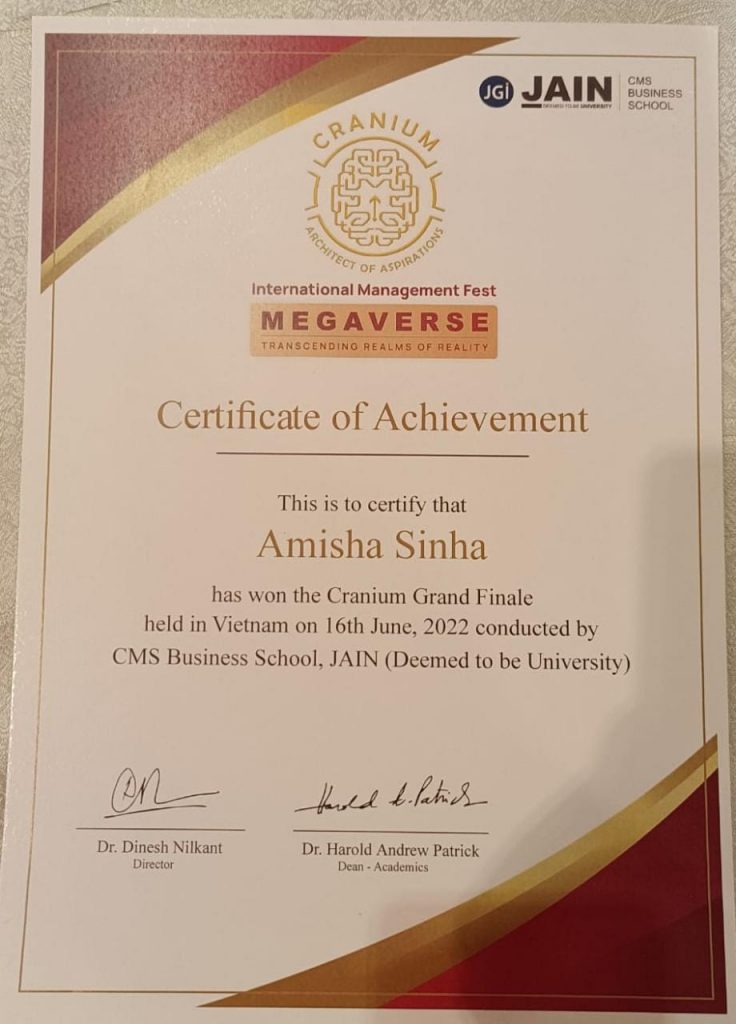 JGi JAIN
DEEMED-TO-BE UNIVERSITY
CMS
BUSINESS
SCHOOL
CRANIUM
ARCHITECT OF ASPIRATIONS
International Management Fest
MEGAVERSE
TRANSCENDING REALMS OF REALITY
Certificate of Achievement
This is to certify that
Amisha Sinha
has won the Cranium Grand Finale
held in Vietnam on 16th June, 2022 conducted by
CMS Business School, JAIN (Deemed to be University)
Harold A. Patrick
Dr. Dinesh Nilkant
Director
Dr. Harold Andrew Patrick
Dean - Academics